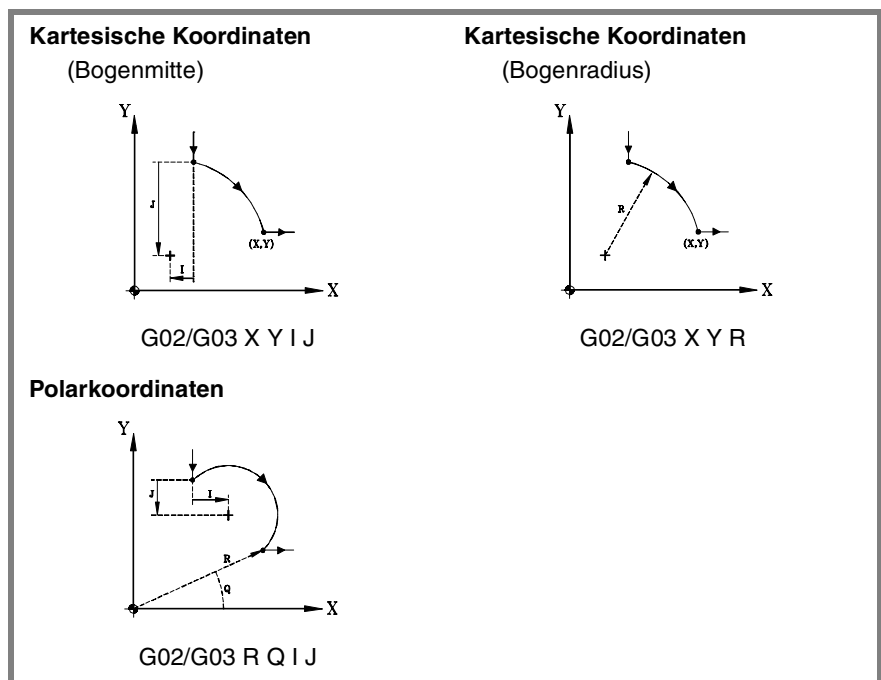 Kartesische Koordinaten
(Bogenmitte)
Y
J
I
(X,Y)
X
G02/G03 X Y I J
Kartesische Koordinaten
(Bogenradius)
Y
R
(X,Y)
X
G02/G03 X Y R
Polarkoordinaten
Y
J
I
R
Q
X
G02/G03 R Q I J